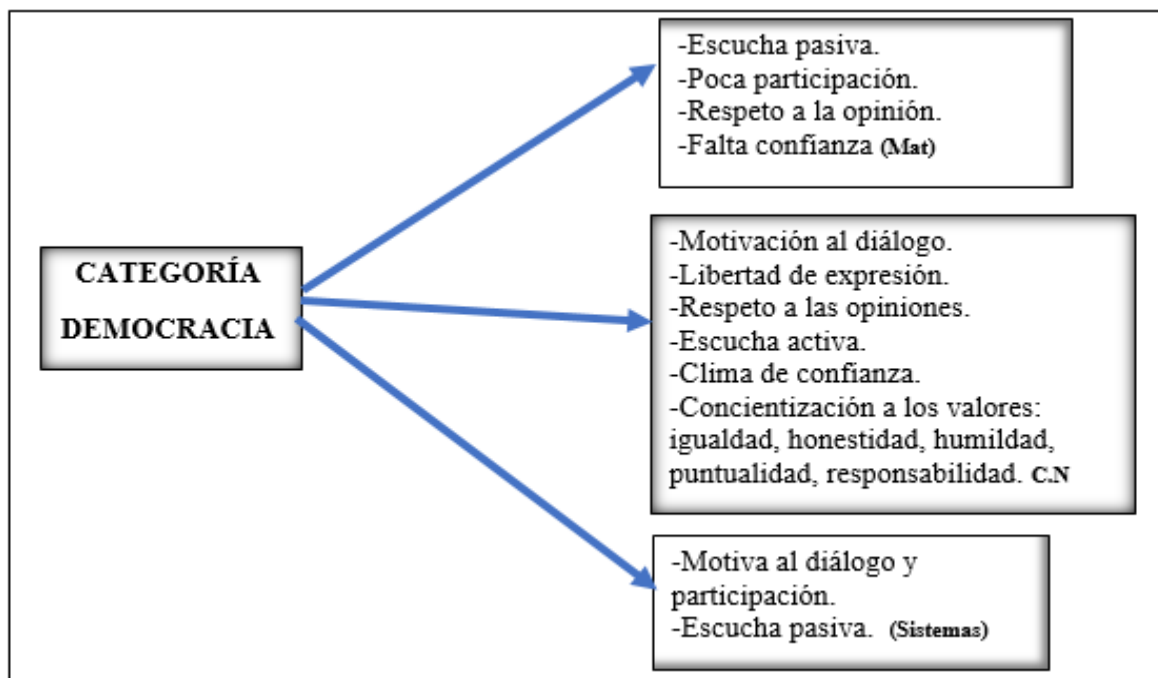 -Escucha pasiva.
-Poca participación.
-Respeto a la opinión.
-Falta confianza (Mat)
CATEGORÍA
DEMOCRACIA
-Motivación al diálogo.
-Libertad de expresión.
-Respeto a las opiniones.
-Escucha activa.
-Clima de confianza.
-Concientización a los valores:
igualdad, honestidad, humildad,
puntualidad, responsabilidad. C.N
-Motiva al diálogo y
participación.
-Escucha pasiva. (Sistemas)